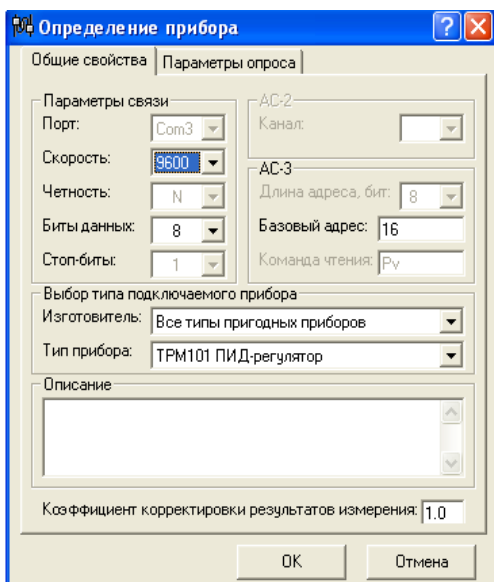 Определение прибора
Общие свойства Параметры опроса
Параметры связи
Порт: Com3
Скорость: 9600
Четность: N
Биты данных: 8
Стоп-биты: 1
АС-2
Канал:
АС-3
Длина адреса, бит: 8
Базовый адрес: 16
Команда чтения: Pv
Выбор типа подключаемого прибора
Изготовитель: Все типы пригодных приборов
Тип прибора: ТРМ101 ПИД-регулятор
Описание
Коэффициент корректировки результатов измерения: 1.0
OK Отмена